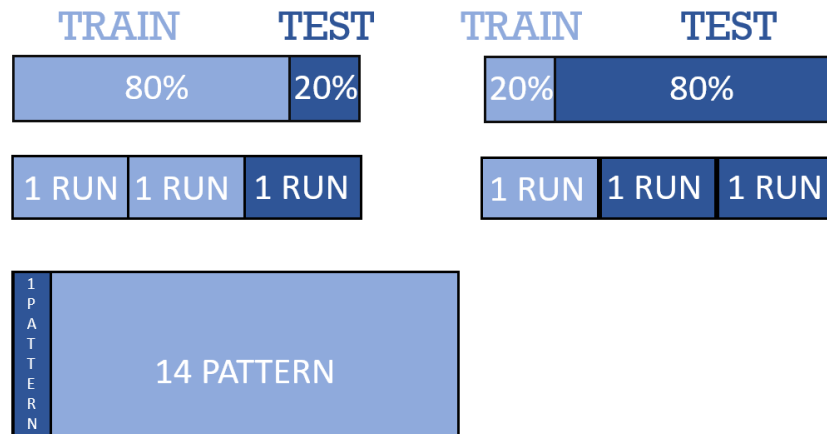 TRAIN TEST TRAIN TEST
80% 20% 20% 80%
1 RUN 1 RUN 1 RUN 1 RUN 1 RUN 1 RUN
1 PATTERN
14 PATTERN